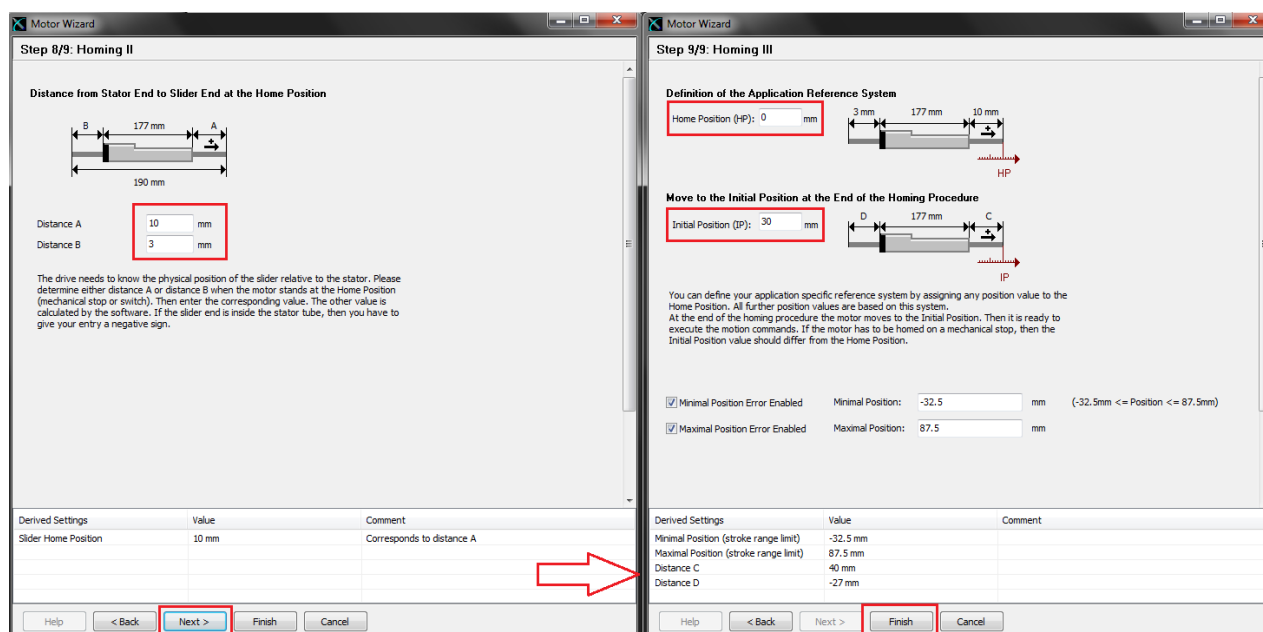 Motor Wizard
Step 8/9: Homing II
Distance from Stator End to Slider End at the Home Position
B 177 mm A
190 mm
Distance A 10 mm
Distance B 3 mm
The drive needs to know the physical position of the slider relative to the stator. Please
determine either distance A or distance B when the motor stands at the Home Position
(mechanical stop or switch). Then enter the corresponding value. The other value is
calculated by the software. If the slider end is inside the stator tube, then you have to
give your entry a negative sign.
Derived Settings Value Comment
Slider Home Position 10 mm Corresponds to distance A
Help < Back Next > Finish Cancel
Motor Wizard
Step 9/9: Homing III
Definition of the Application Reference System
Home Position (HP): 0 mm
3 mm 177 mm 10 mm
HP
Move to the Initial Position at the End of the Homing Procedure
Initial Position (IP): 30 mm
D 177 mm C
IP
You can define your application specific reference system by assigning any position value to the
Home Position. All further position values are based on this system.
At the end of the homing procedure the motor moves to the Initial Position. Then it is ready to
execute the motion commands. If the motor has to be homed on a mechanical stop, then the
Initial Position value should differ from the Home Position.
Minimal Position Error Enabled Minimal Position: -32.5 mm (-32.5mm <= Position <= 87.5mm)
Maximal Position Error Enabled Maximal Position: 87.5 mm
Derived Settings Value Comment
Minimal Position (stroke range limit) -32.5 mm
Maximal Position (stroke range limit) 87.5 mm
Distance C 40 mm
Distance D -27 mm
Help < Back Next > Finish Cancel